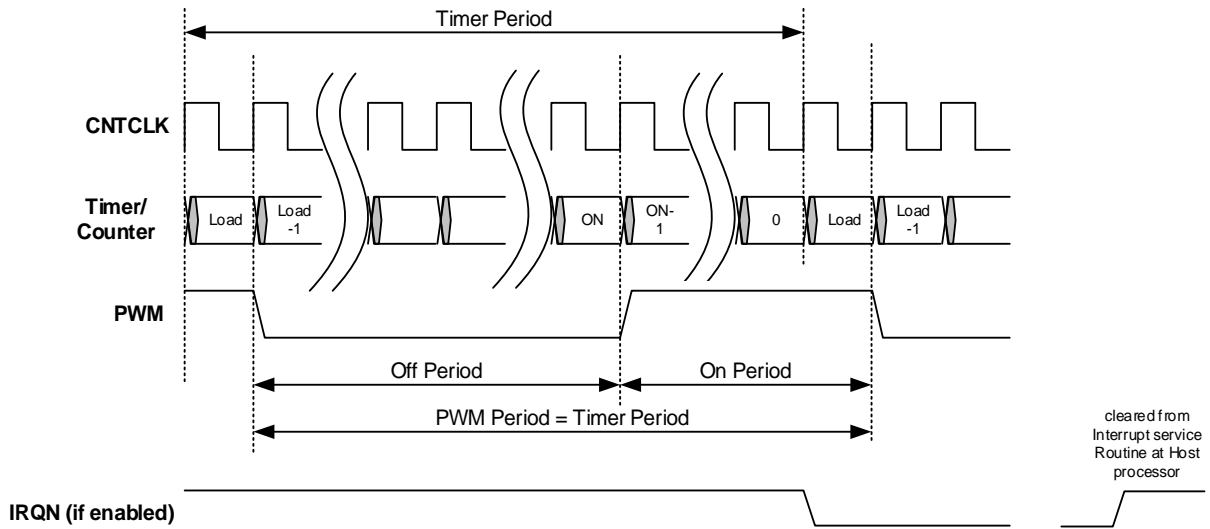 Timer Period
CNTCLK
Timer/
Counter
Load
Load
-1
ON
ON-
1
0
Load
Load
-1
PWM
Off Period
On Period
PWM Period = Timer Period
cleared from
Interrupt service
Routine at Host
processor
IRQN (if enabled)